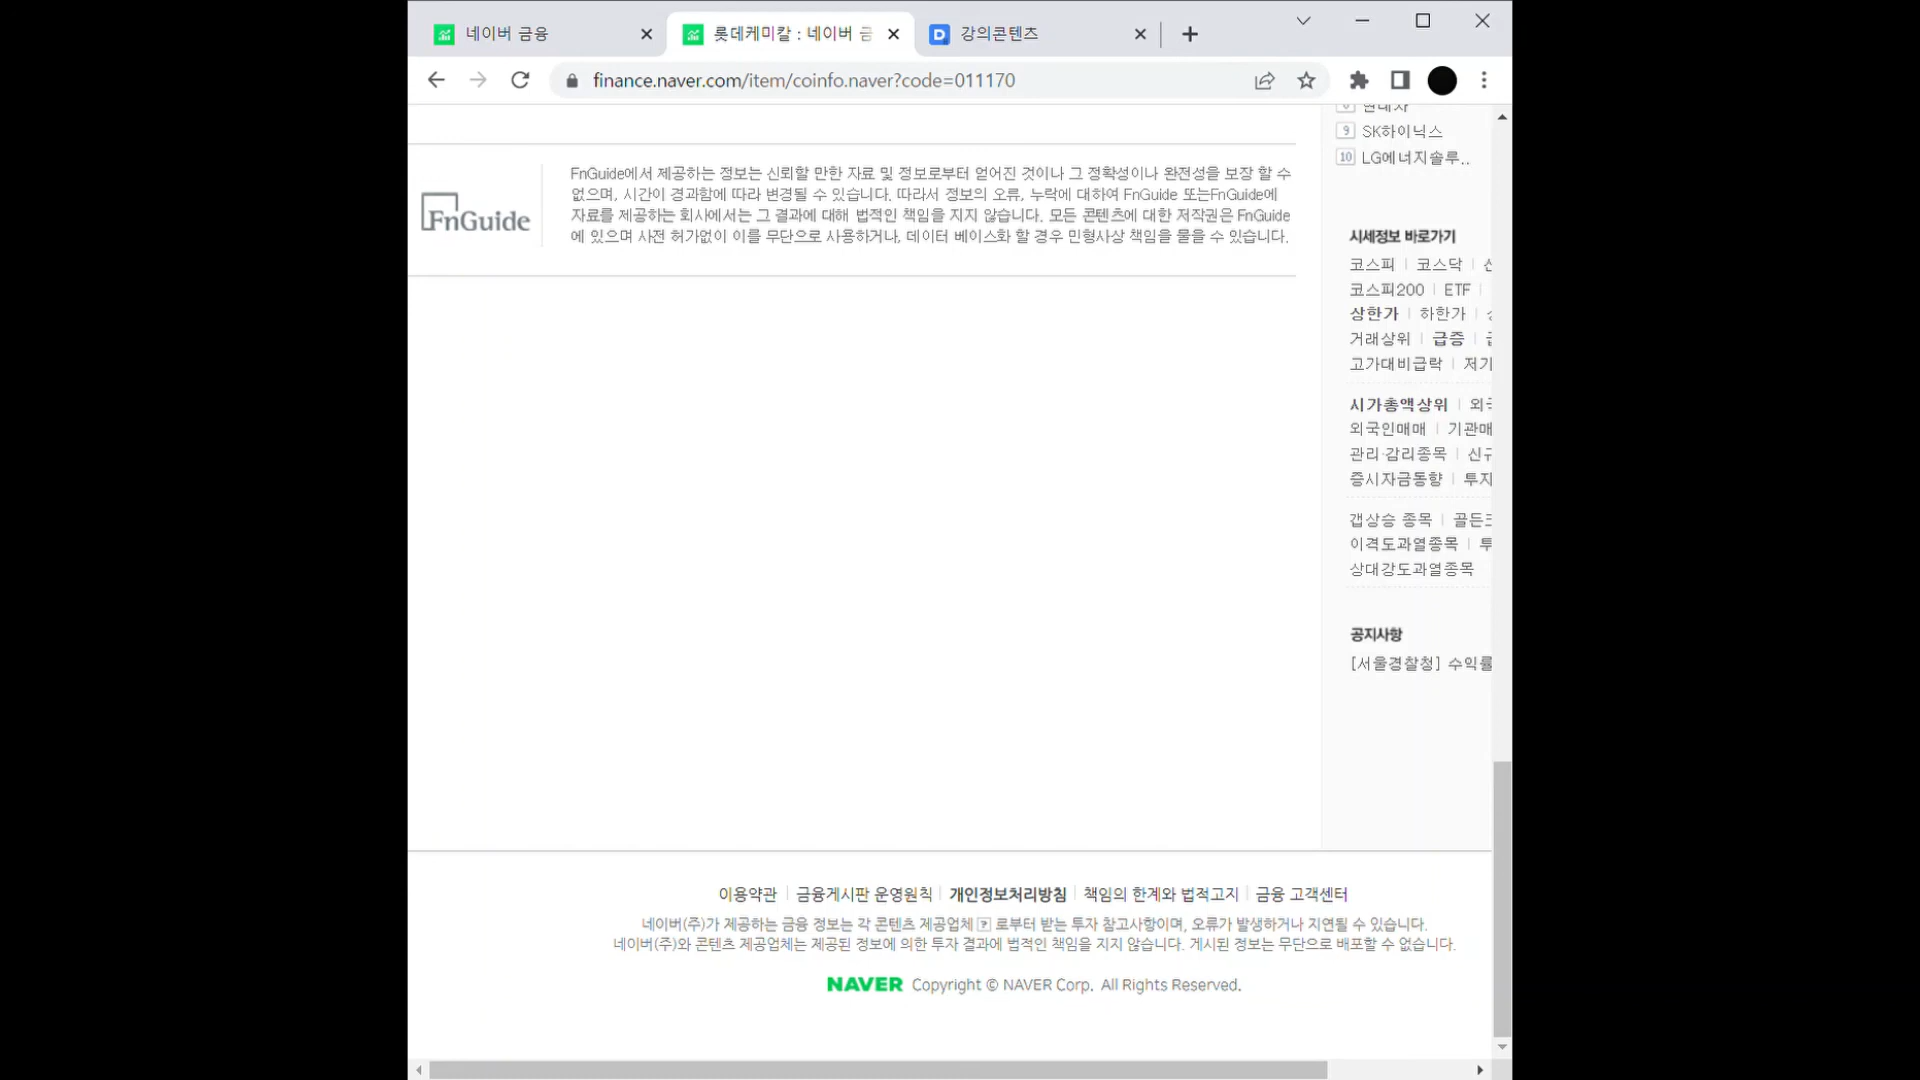 네이버 금융
롯데케미칼 : 네이버 금
강의콘텐츠
finance.naver.com/item/coinfo.naver?code=011170
9 SK하이닉스
10 LG에너지솔루..
FnGuide
FnGuide에서 제공하는 정보는 신뢰할 만한 자료 및 정보로부터 얻어진 것이나 그 정확성이나 완전성을 보장 할 수
없으며, 시간이 경과함에 따라 변경될 수 있습니다. 따라서 정보의 오류, 누락에 대하여 FnGuide 또는FnGuide에
자료를 제공하는 회사에서는 그 결과에 대해 법적인 책임을 지지 않습니다. 모든 콘텐츠에 대한 저작권은 FnGuide
에 있으며 사전 허가없이 이를 무단으로 사용하거나, 데이터 베이스화 할 경우 민형사상 책임을 물을 수 있습니다.
시세정보 바로가기
코스피 | 코스닥 |
코스피200 | ETF |
상한가 | 하한가 |
거래상위 | 급증 |
고가대비급락 |
시가총액상위 |
외국인매매 | 기관매
관리·감리종목 |
증시자금동향 | 투자
갭상승 종목 | 골든
이격도과열종목 | 투
상대강도과열종목
공지사항
[서울경찰청] 수익률
이용약관 | 금융게시판 운영원칙 | 개인정보처리방침 | 책임의 한계와 법적고지 | 금융 고객센터
네이버(주)가 제공하는 금융 정보는 각 콘텐츠 제공업체 ? 로부터 받는 투자 참고사항이며, 오류가 발생하거나 지연될 수 있습니다.
네이버(주)와 콘텐츠 제공업체는 제공된 정보에 의한 투자 결과에 법적인 책임을 지지 않습니다. 게시된 정보는 무단으로 배포할 수 없습니다.
NAVER Copyright © NAVER Corp. All Rights Reserved.